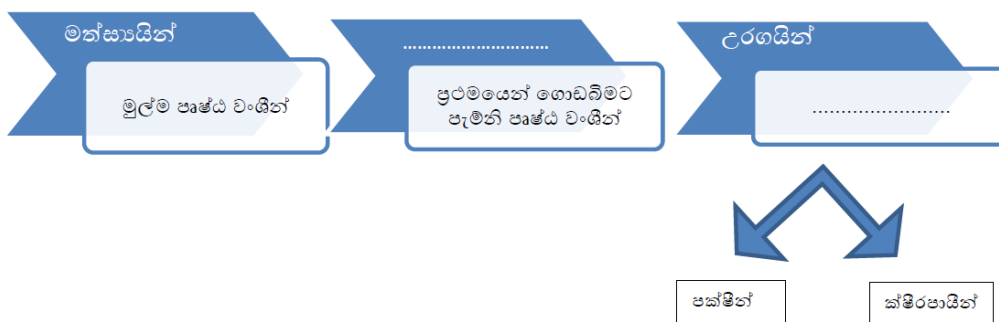 මත්ස්‍යයින්
මුල්ම පෘෂ්ඨ වංශීන්
..............................
ප්‍රථමයෙන් ගොඩබිමට
පැමිනි පෘෂ්ඨ වංශීන්
උරගයින්
.........................
පක්ෂීන්
ක්ෂීරපායීන්